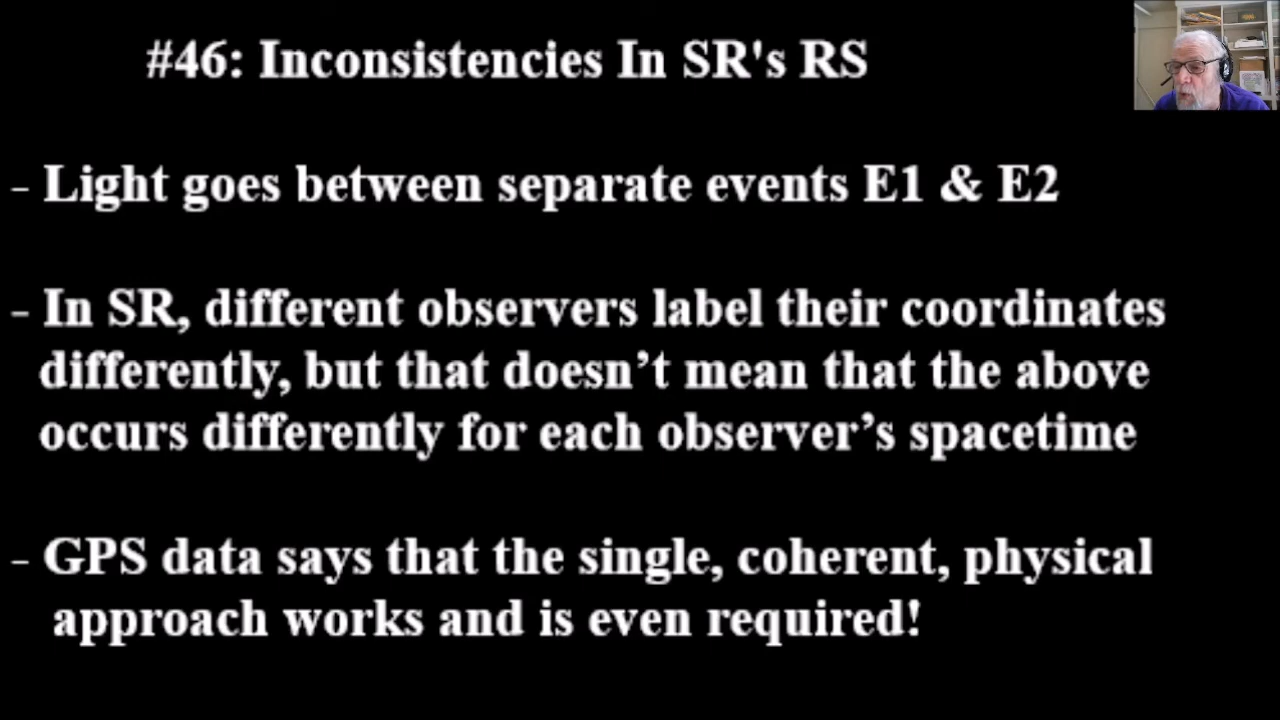 #46: Inconsistencies In SR's RS
- Light goes between separate events E1 & E2
- In SR, different observers label their coordinates
differently, but that doesn’t mean that the above
occurs differently for each observer’s spacetime
- GPS data says that the single, coherent, physical
approach works and is even required!